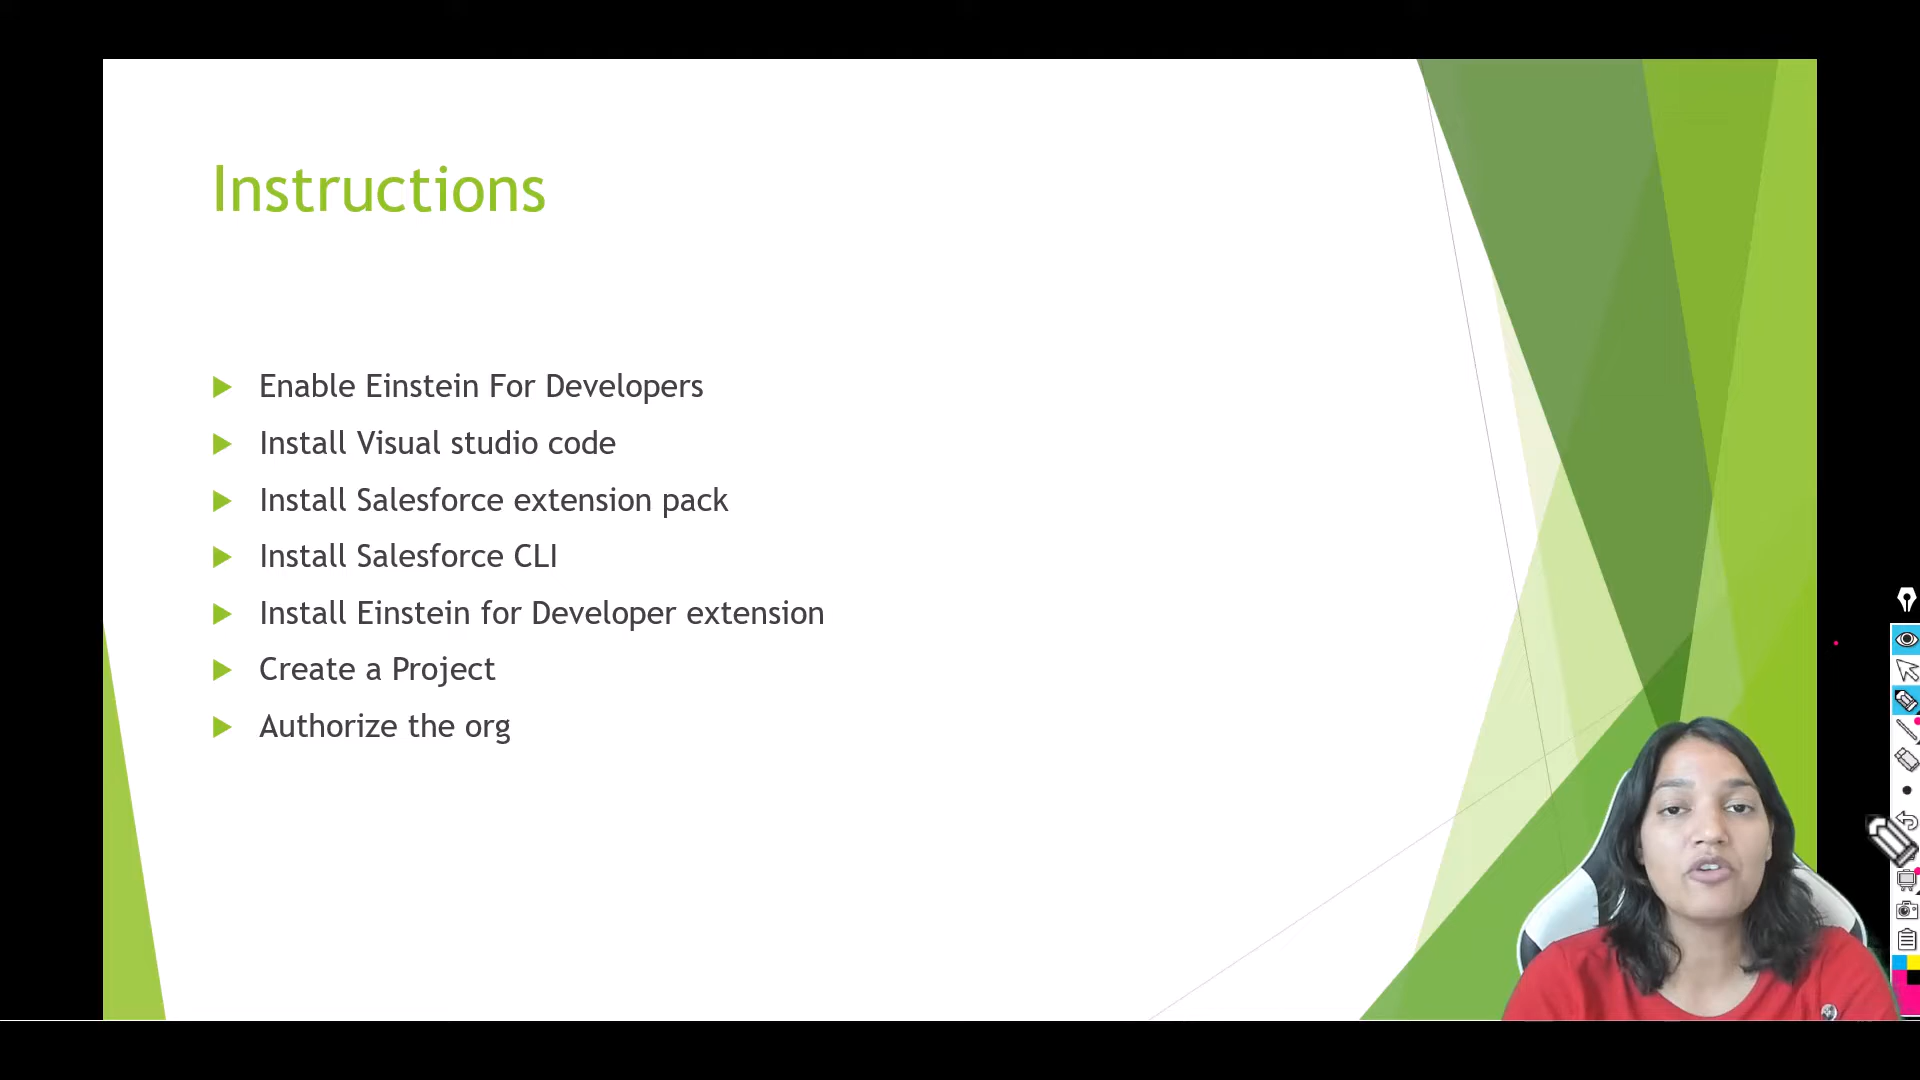 Instructions
Enable Einstein For Developers
Install Visual studio code
Install Salesforce extension pack
Install Salesforce CLI
Install Einstein for Developer extension
Create a Project
Authorize the org